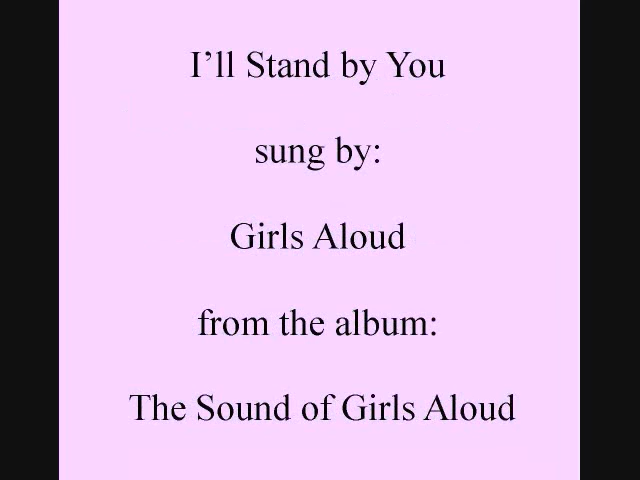 I’ll Stand by You
sung by:
Girls Aloud
from the album:
The Sound of Girls Aloud